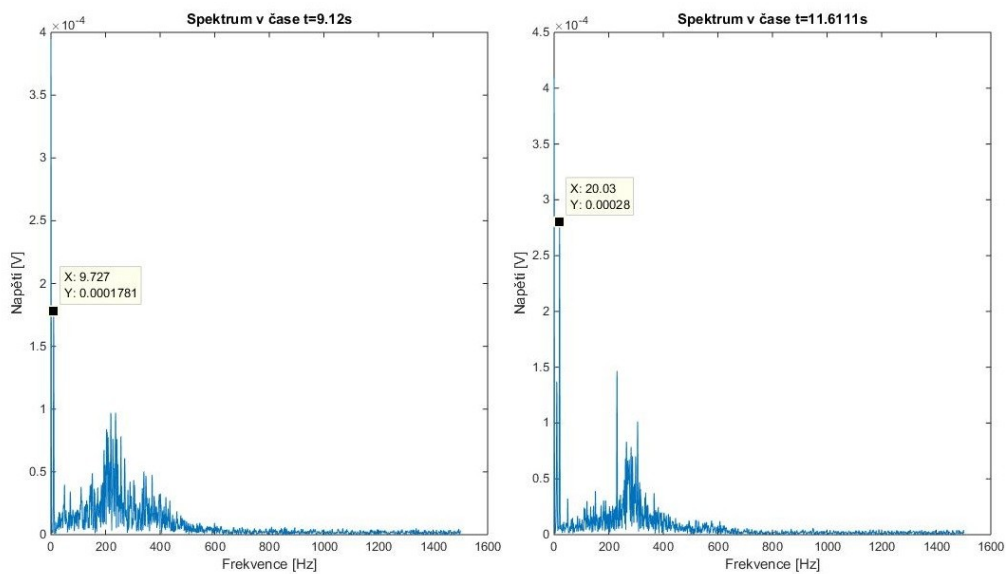 Spektrum v čase t=9.12s
×10⁻⁴
4
3.5
3
2.5
2
1.5
1
0.5
0
Napětí [V]
X: 9.727
Y: 0.0001781
0 200 400 600 800 1000 1200 1400 1600
Frekvence [Hz]
Spektrum v čase t=11.6111s
×10⁻⁴
4.5
4
3.5
3
2.5
2
1.5
1
0.5
0
Napětí [V]
X: 20.03
Y: 0.00028
0 200 400 600 800 1000 1200 1400 1600
Frekvence [Hz]